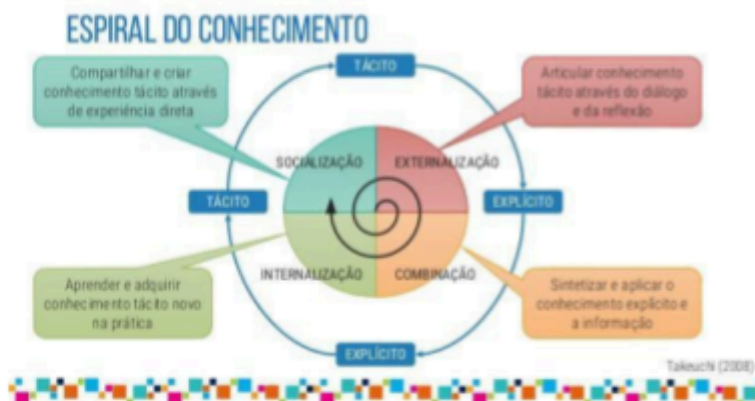 ESPIRAL DO CONHECIMENTO
TÁCITO
Compartilhar e criar
conhecimento tácito através
de experiência direta
Articular conhecimento
tácito através do diálogo
e da reflexão
SOCIALIZAÇÃO
EXTERNALIZAÇÃO
TÁCITO
EXPLÍCITO
INTERNALIZAÇÃO
COMBINAÇÃO
Aprender e adquirir
conhecimento tácito novo
na prática
Sintetizar e aplicar o
conhecimento explícito e
a informação
EXPLÍCITO
Takeuchi (2008)